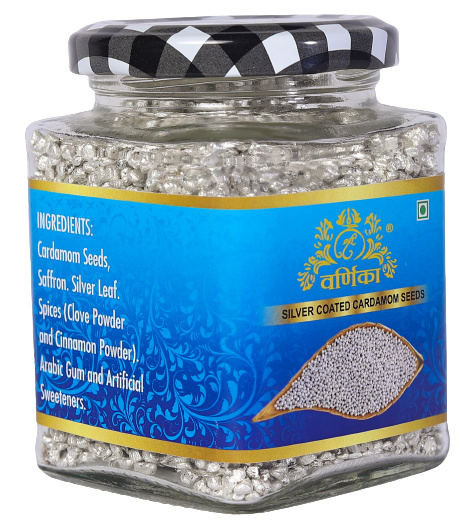 INGREDIENTS:
Cardamom Seeds,
Saffron. Silver Leaf.
Spices (Clove Powder
and Cinnamon Powder).
Arabic Gum and Artificial
Sweeteners.
®
वर्णिका
SILVER COATED CARDAMOM SEEDS